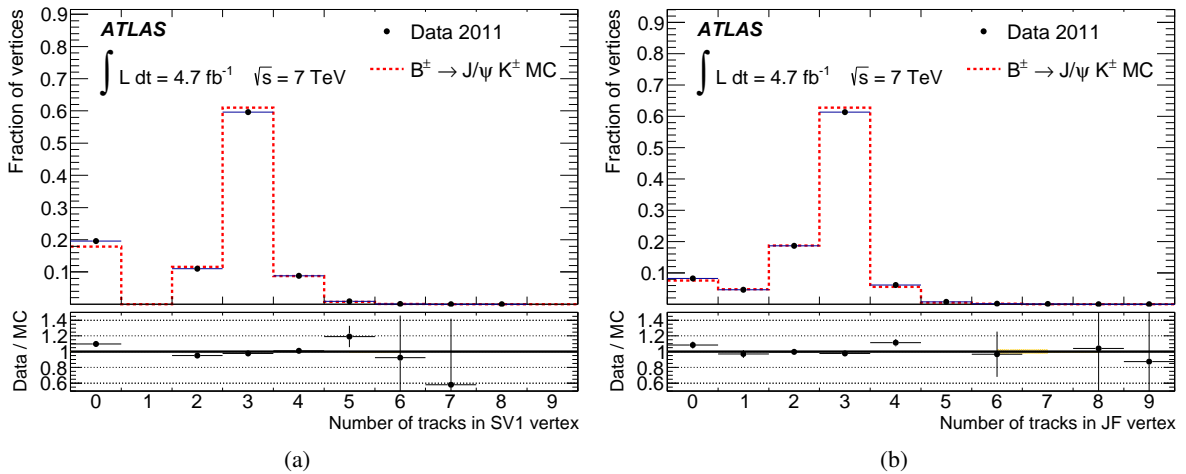 ATLAS
∫ L dt = 4.7 fb⁻¹ √s = 7 TeV
Data 2011
B± → J/ψ K± MC
Fraction of vertices
0.9
0.8
0.7
0.6
0.5
0.4
0.3
0.2
0.1
Data / MC
1.4
1.2
1
0.8
0.6
0 1 2 3 4 5 6 7 8 9
Number of tracks in SV1 vertex
(a)
ATLAS
∫ L dt = 4.7 fb⁻¹ √s = 7 TeV
Data 2011
B± → J/ψ K± MC
Fraction of vertices
0.9
0.8
0.7
0.6
0.5
0.4
0.3
0.2
0.1
Data / MC
1.4
1.2
1
0.8
0.6
0 1 2 3 4 5 6 7 8 9
Number of tracks in JF vertex
(b)